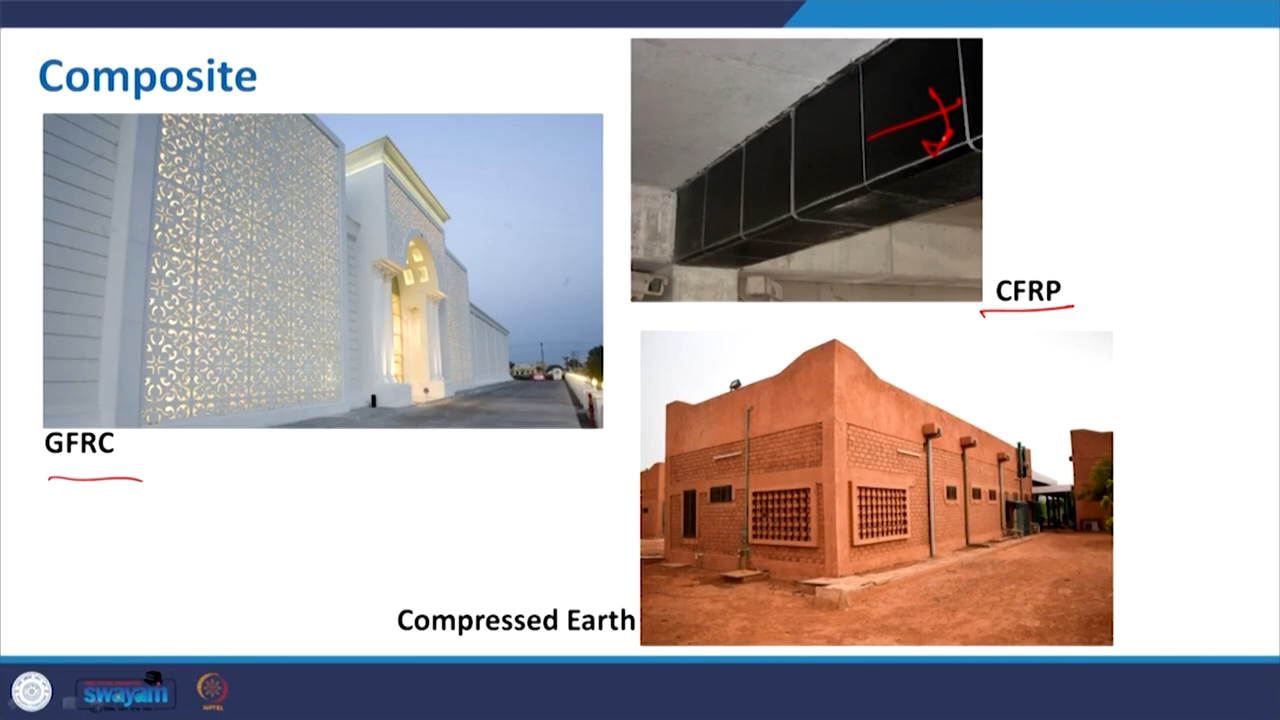 Composite
CFRP
GFRC
Compressed Earth
swayam
NPTEL